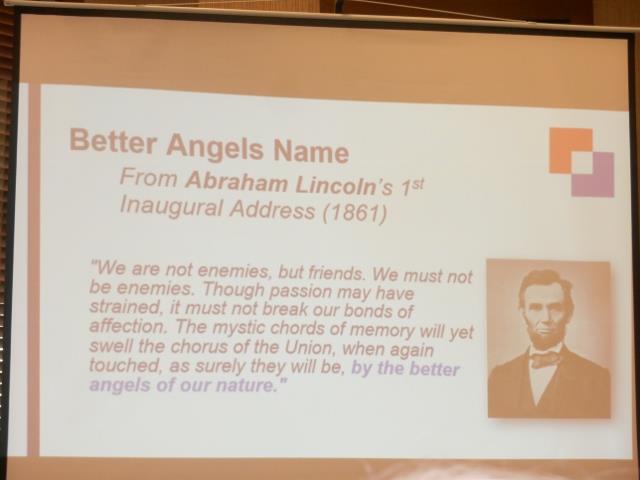 Better Angels Name
From Abraham Lincoln's 1st
Inaugural Address (1861)
"We are not enemies, but friends. We must not
be enemies. Though passion may have
strained, it must not break our bonds of
affection. The mystic chords of memory will yet
swell the chorus of the Union, when again
touched, as surely they will be, by the better
angels of our nature."